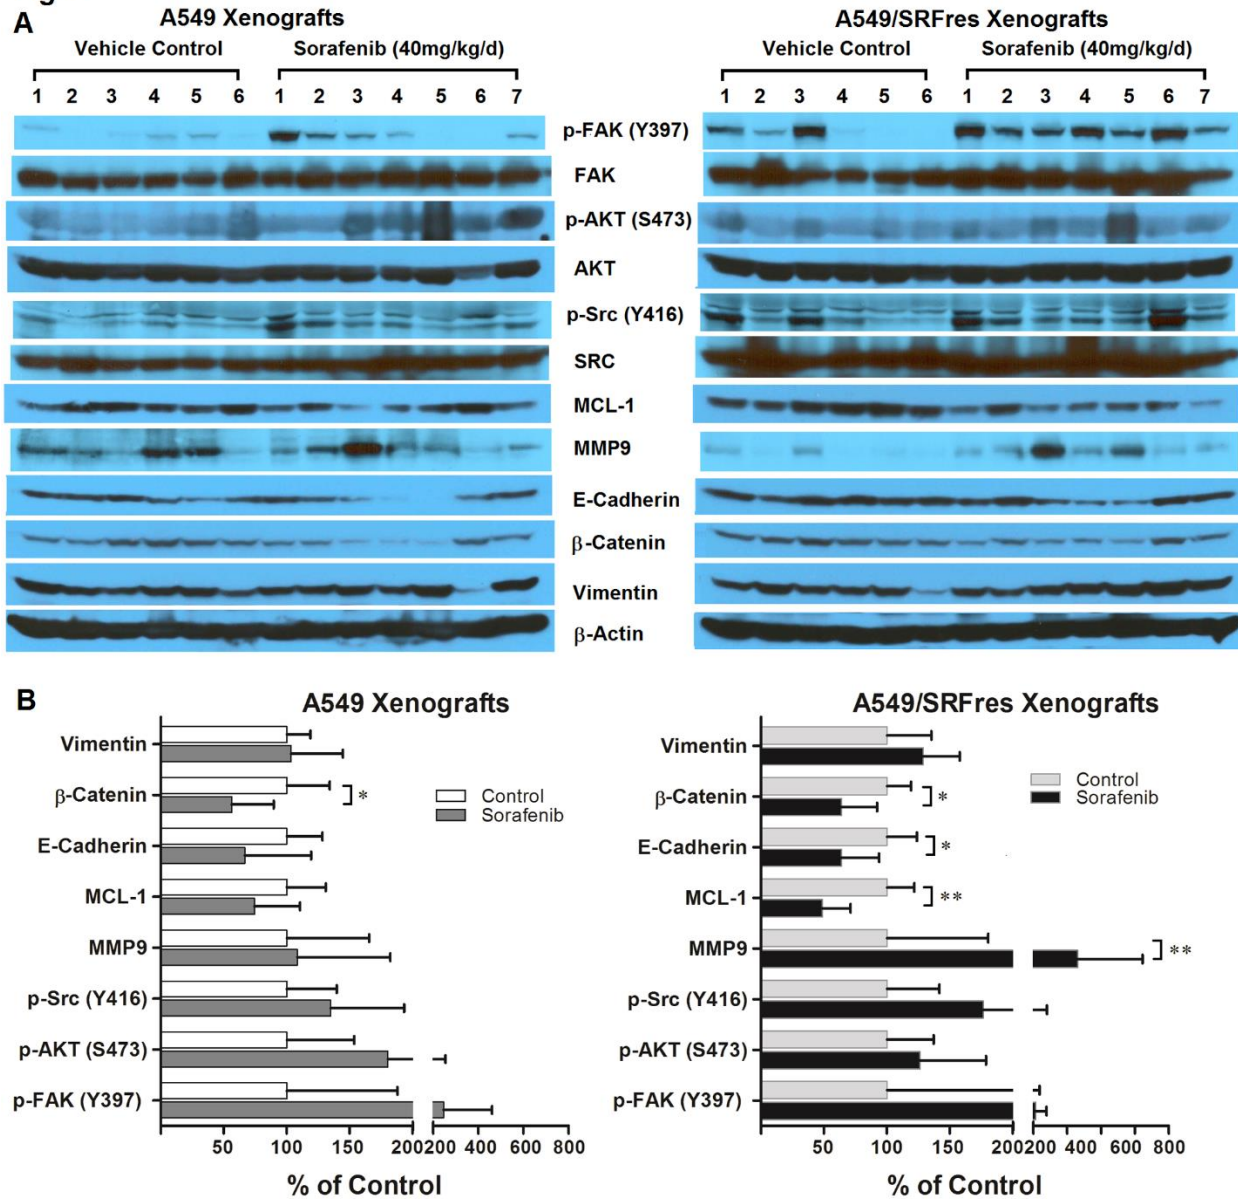 A
A549 Xenografts
A549/SRFres Xenografts
Vehicle Control Sorafenib (40mg/kg/d)
Vehicle Control Sorafenib (40mg/kg/d)
1 2 3 4 5 6 1 2 3 4 5 6 7
1 2 3 4 5 6 1 2 3 4 5 6 7
p-FAK (Y397)
FAK
p-AKT (S473)
AKT
p-Src (Y416)
SRC
MCL-1
MMP9
E-Cadherin
β-Catenin
Vimentin
β-Actin
B
A549 Xenografts
Vimentin
β-Catenin *
E-Cadherin
MCL-1
MMP9
p-Src (Y416)
p-AKT (S473)
p-FAK (Y397)
Control
Sorafenib
50 100 150 200 200 400 600 800
% of Control
A549/SRFres Xenografts
Vimentin
β-Catenin *
E-Cadherin *
MCL-1 **
MMP9 **
p-Src (Y416)
p-AKT (S473)
p-FAK (Y397)
Control
Sorafenib
50 100 150 200 200 400 600 800
% of Control